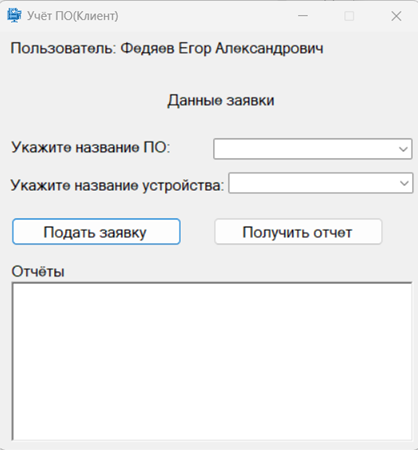 Учёт ПО(Клиент)
Пользователь: Федяев Егор Александрович
Данные заявки
Укажите название ПО:
Укажите название устройства:
Подать заявку Получить отчет
Отчёты